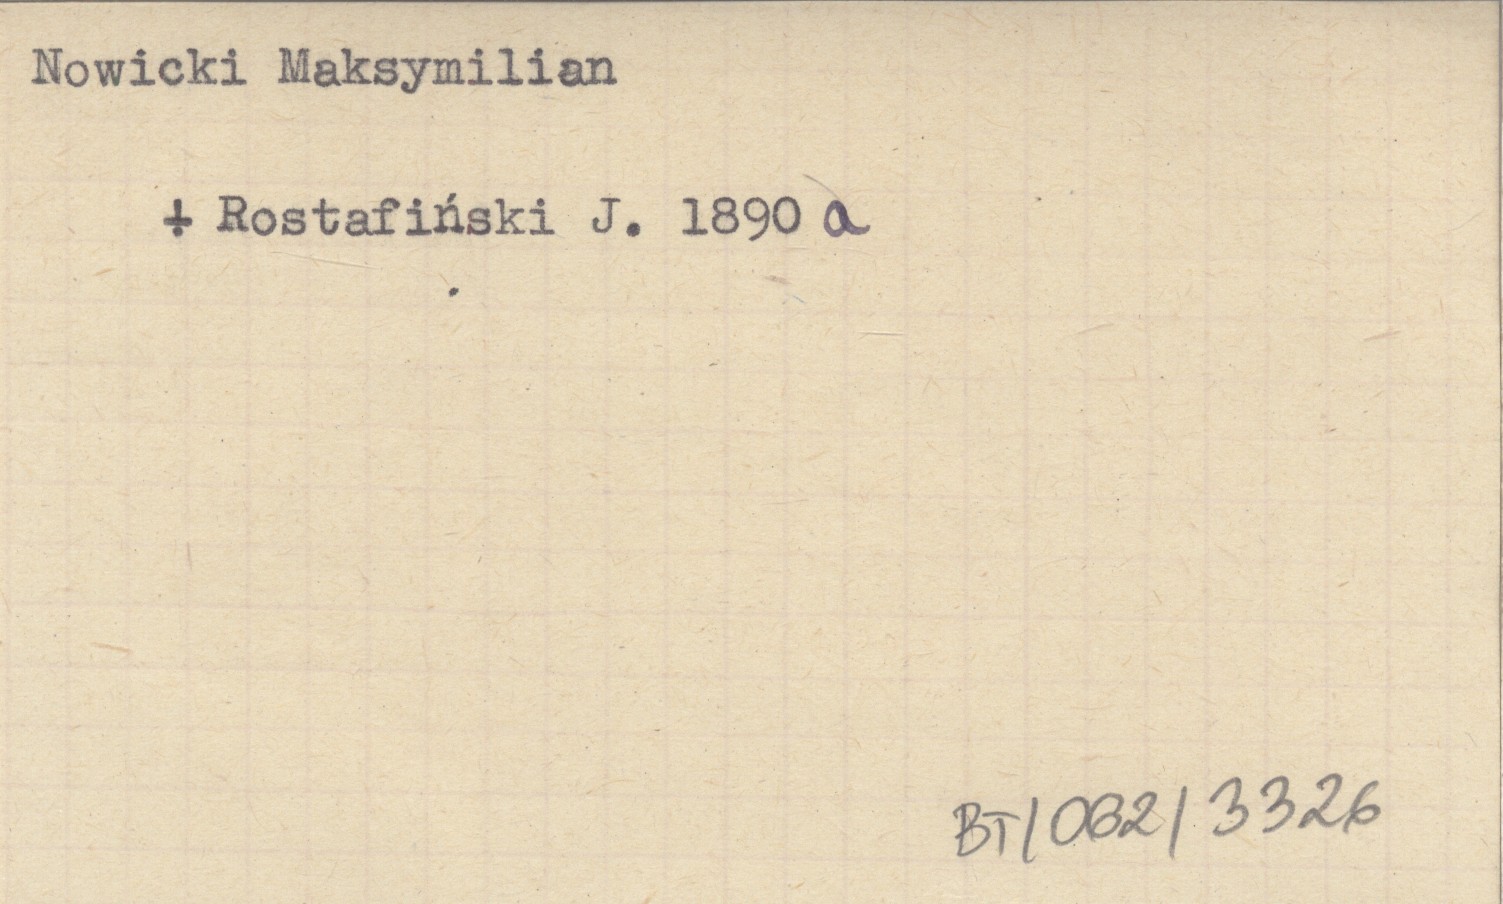 Nowicki Maksymilian
+ Rostafiński J. 1890 a
BT/062/3326